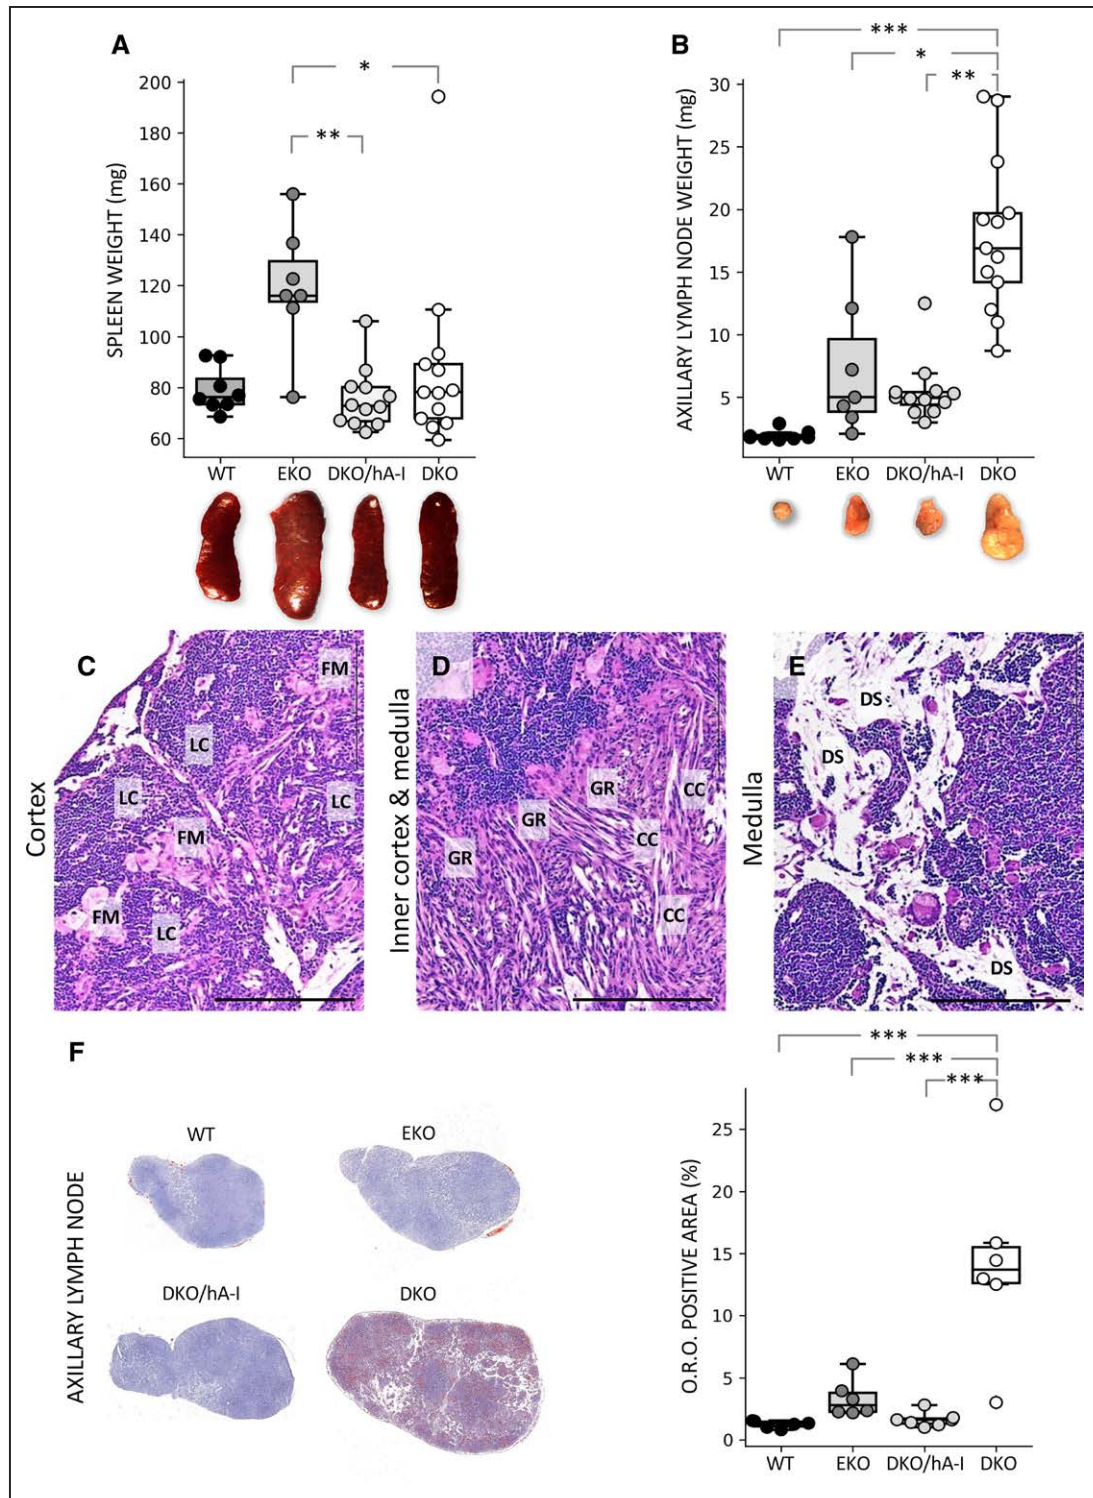 A
*
**
200
180
160
140
120
100
80
60
SPLEEN WEIGHT (mg)
WT EKO DKO/hA-I DKO
B
***
*
**
30
25
20
15
10
5
AXILLARY LYMPH NODE WEIGHT (mg)
WT EKO DKO/hA-I DKO
Cortex
C
FM
LC
LC
LC
FM
FM
LC
Inner cortex & medulla
D
GR
CC
GR
CC
GR
CC
Medulla
E
DS
DS
DS
F
AXILLARY LYMPH NODE
WT
EKO
DKO/hA-I
DKO
***
***
***
25
20
15
10
5
0
O.R.O. POSITIVE AREA (%)
WT EKO DKO/hA-I DKO